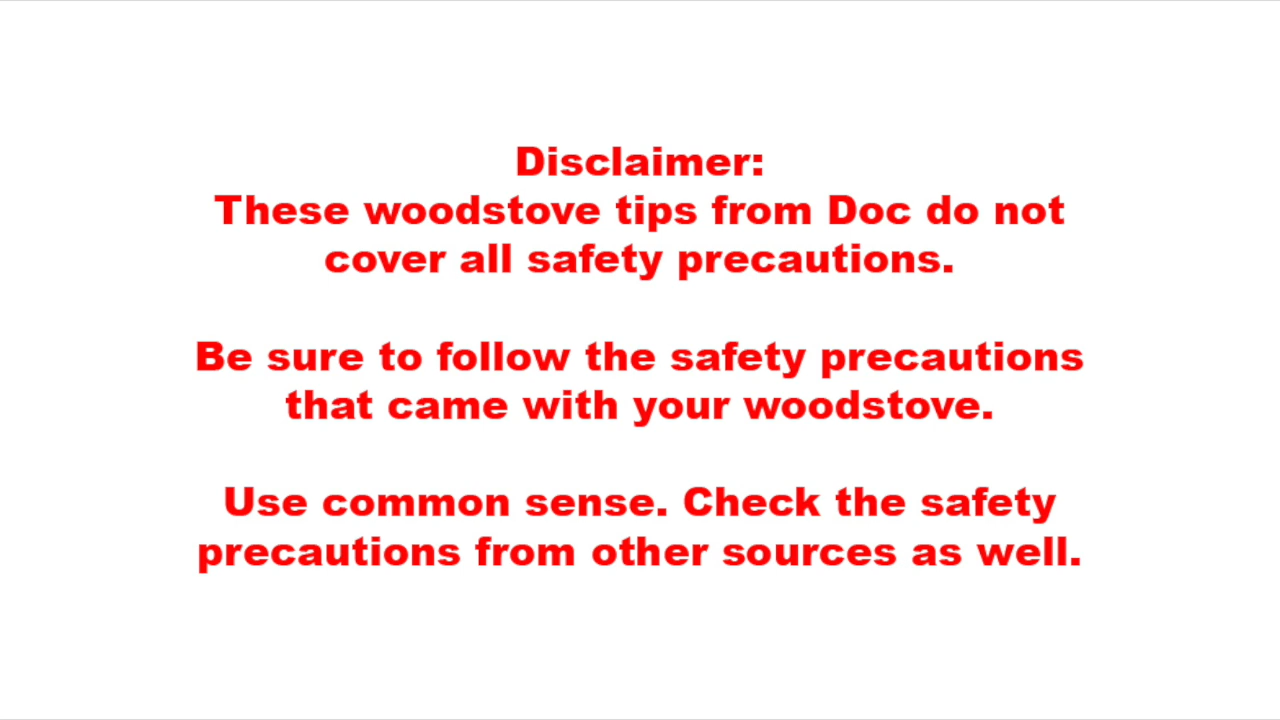 Disclaimer:
These woodstove tips from Doc do not
cover all safety precautions.
Be sure to follow the safety precautions
that came with your woodstove.
Use common sense. Check the safety
precautions from other sources as well.